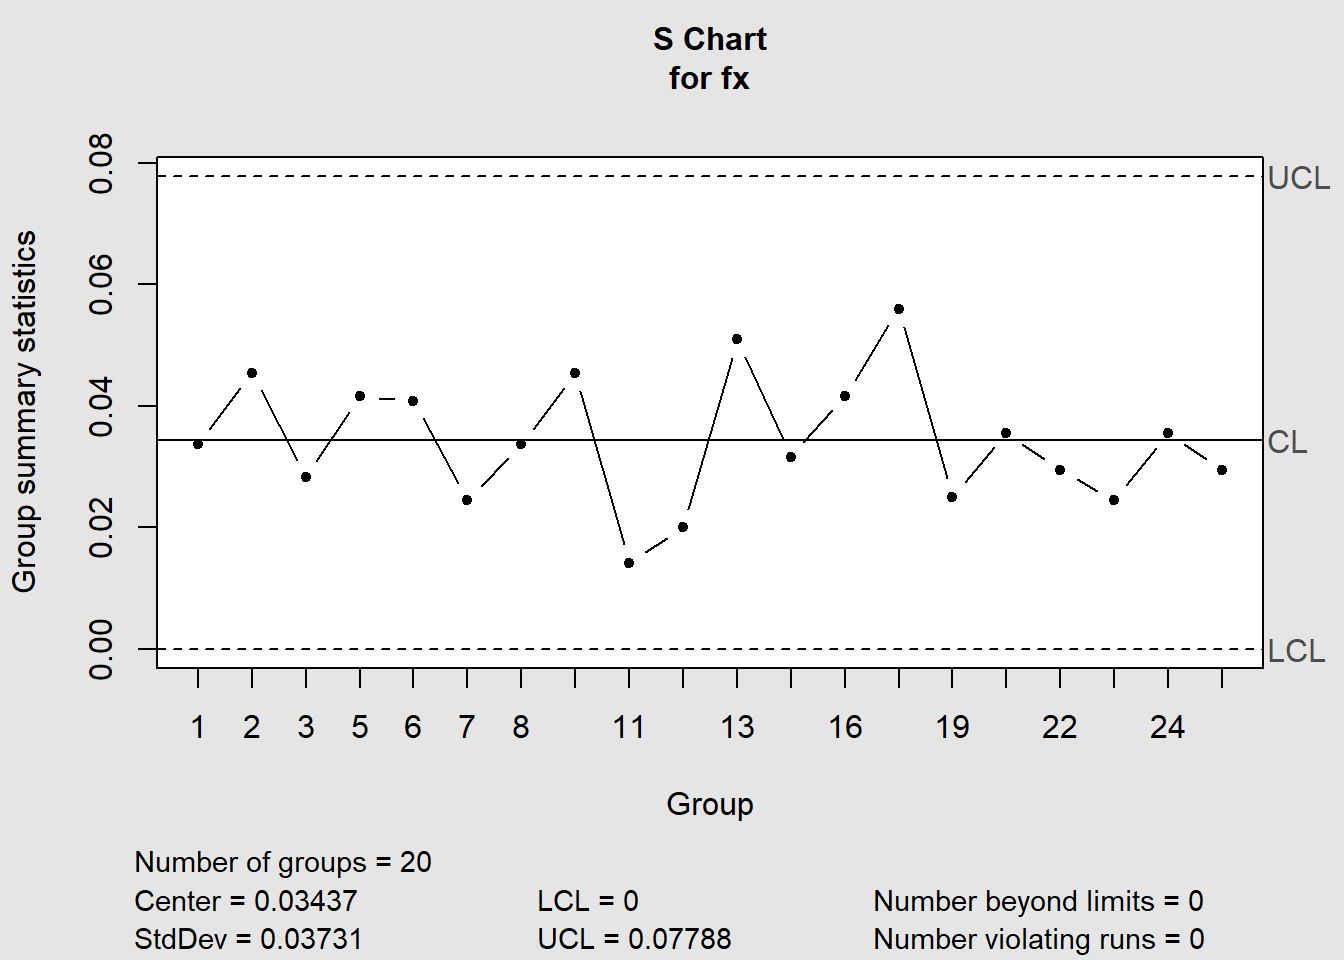 S Chart
for fx
Group summary statistics
0.08
0.06
0.04
0.02
0.00
UCL
CL
LCL
1 2 3 5 6 7 8 11 13 16 19 22 24
Group
Number of groups = 20
Center = 0.03437 LCL = 0 Number beyond limits = 0
StdDev = 0.03731 UCL = 0.07788 Number violating runs = 0